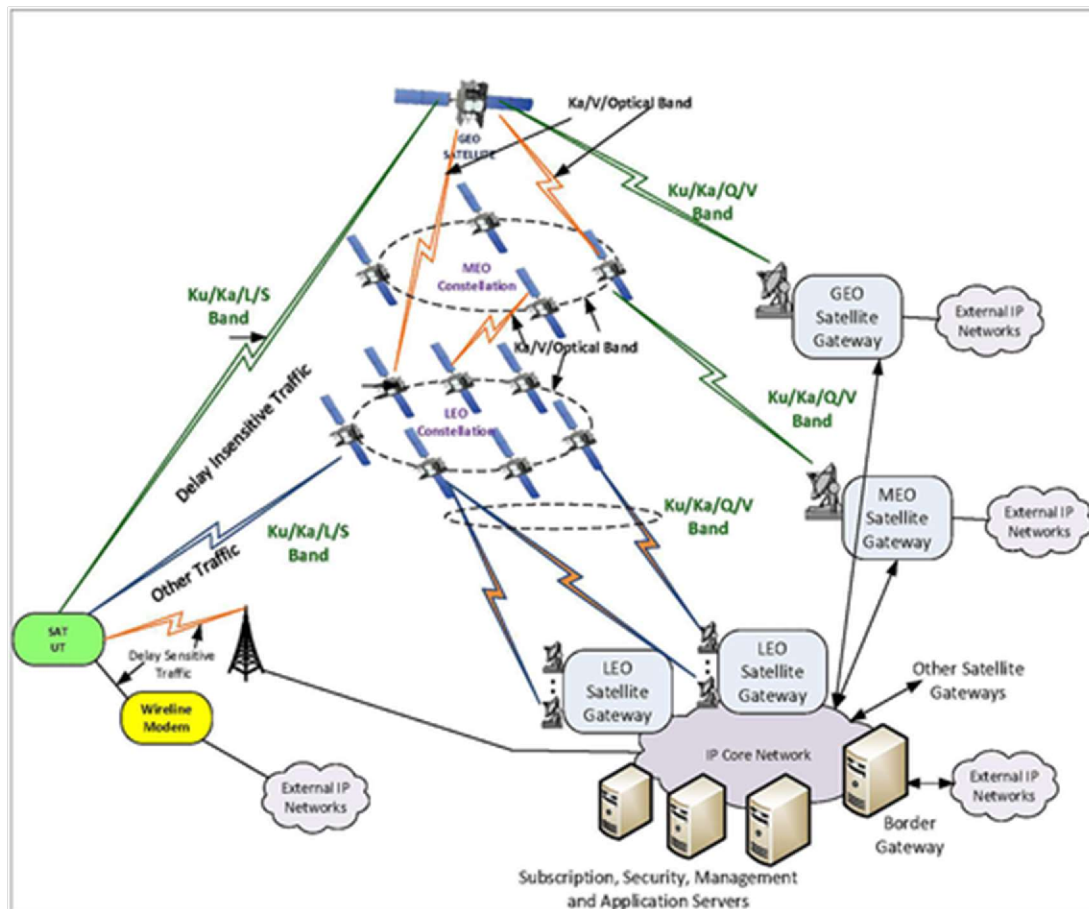 Ka/V/Optical Band
GEO
SATELLITE
Ku/Ka/Q/V
Band
MEO
Constellation
Ku/Ka/L/S
Band
GEO
Satellite
Gateway
External IP
Networks
Ka/V/Optical Band
Delay Insensitive Traffic
LEO
Constellation
Ku/Ka/Q/V
Band
MEO
Satellite
Gateway
External IP
Networks
Ku/Ka/L/S
Band
Ku/Ka/Q/V
Band
Other Traffic
SAT
UT
Delay Sensitive
Traffic
LEO
Satellite
Gateway
LEO
Satellite
Gateway
Other Satellite
Gateways
Wireline
Modem
IP Core Network
External IP
Networks
External IP
Networks
Border
Gateway
Subscription, Security, Management
and Application Servers